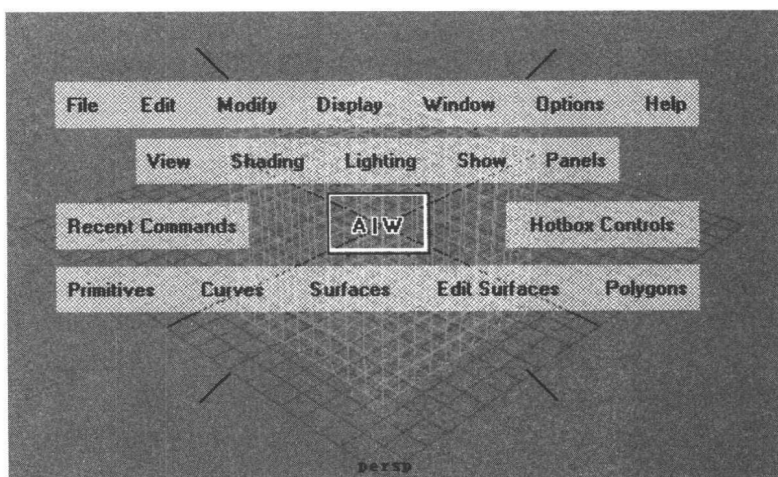 File Edit Modify Display Window Options Help
View Shading Lighting Show Panels
Recent Commands A|W Hotbox Controls
Primitives Curves Surfaces Edit Surfaces Polygons
persp